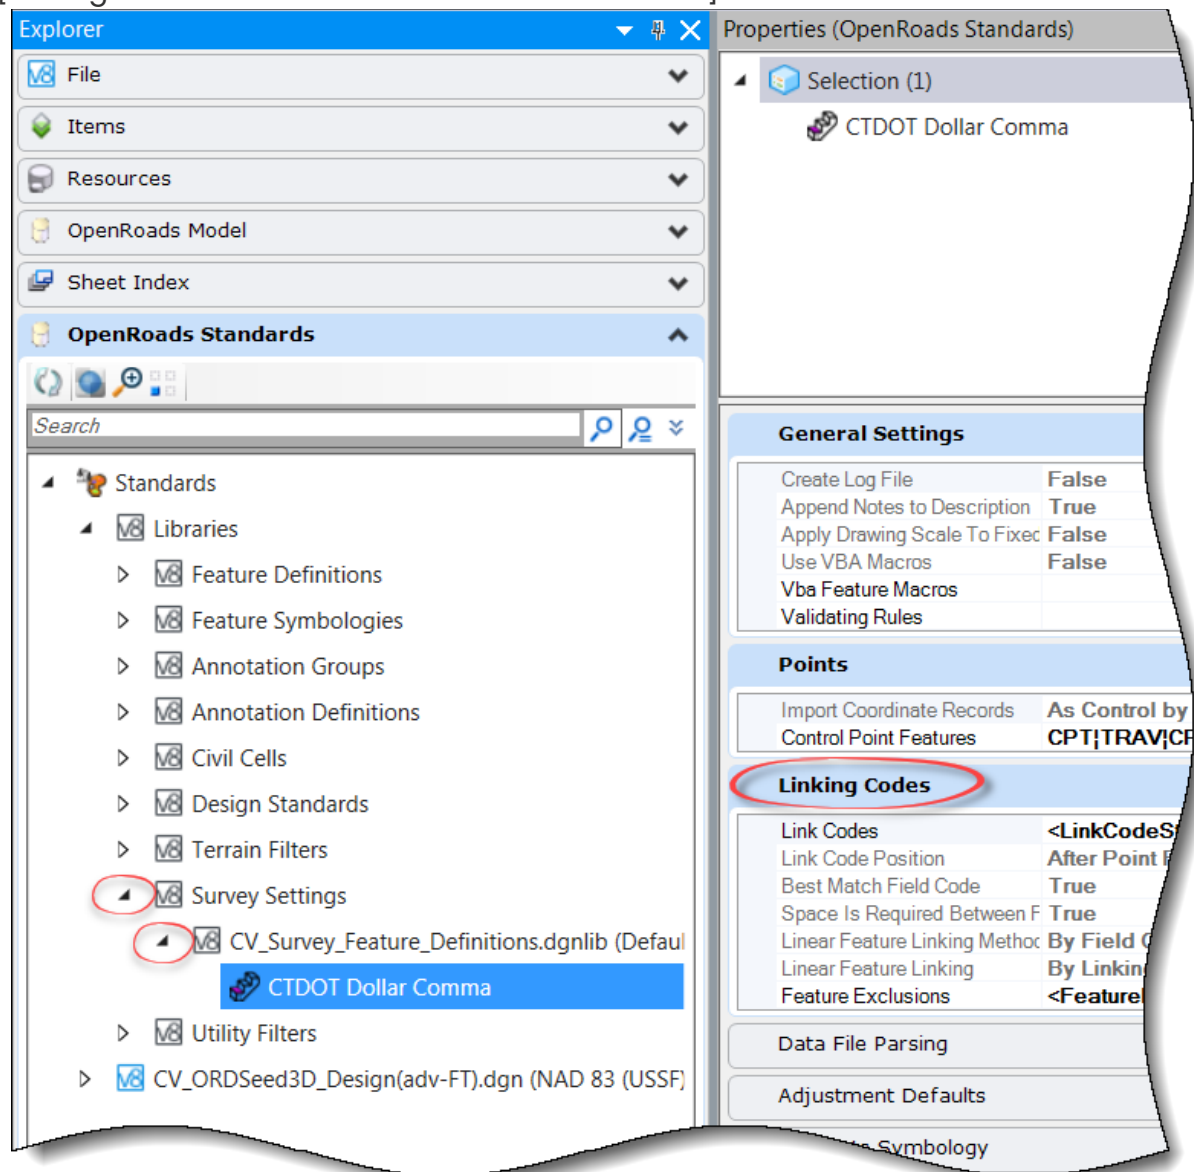 Explorer
File
Items
Resources
OpenRoads Model
Sheet Index
OpenRoads Standards
Search
Standards
Libraries
Feature Definitions
Feature Symbologies
Annotation Groups
Annotation Definitions
Civil Cells
Design Standards
Terrain Filters
Survey Settings
CV_Survey_Feature_Definitions.dgnlib (Defaul
CTDOT Dollar Comma
Utility Filters
CV_ORDSeed3D_Design(adv-FT).dgn (NAD 83 (USSF)
Properties (OpenRoads Standards)
Selection (1)
CTDOT Dollar Comma
General Settings
Create Log File False
Append Notes to Description True
Apply Drawing Scale To Fixed False
Use VBA Macros False
Vba Feature Macros
Validating Rules
Points
Import Coordinate Records As Control by
Control Point Features CPT¦TRAV¦CP
Linking Codes
Link Codes <LinkCodeS
Link Code Position After Point F
Best Match Field Code True
Space Is Required Between F True
Linear Feature Linking Method By Field C
Linear Feature Linking By Linkin
Feature Exclusions <Feature
Data File Parsing
Adjustment Defaults
Symbology